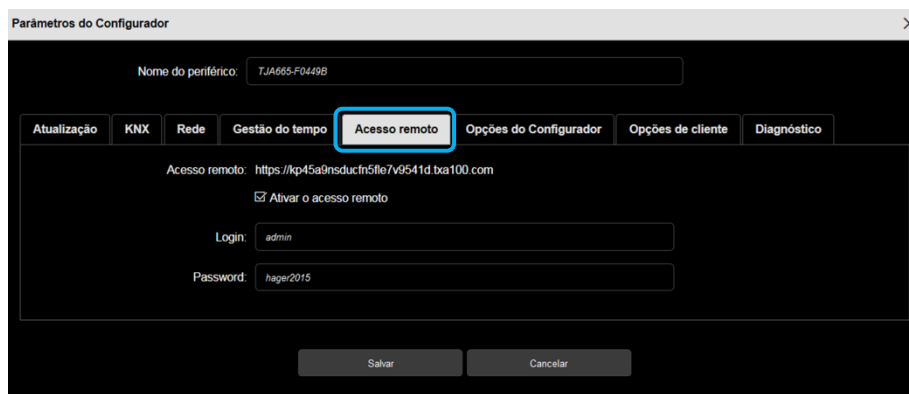 Parâmetros do Configurador
Nome do periférico: TJA665-F0449B
Atualização KNX Rede Gestão do tempo Acesso remoto Opções do Configurador Opções de cliente Diagnóstico
Acesso remoto: https://kp45a9nsducfn5fle7v9541d.txa100.com
Ativar o acesso remoto
Login: admin
Password: hager2015
Salvar Cancelar